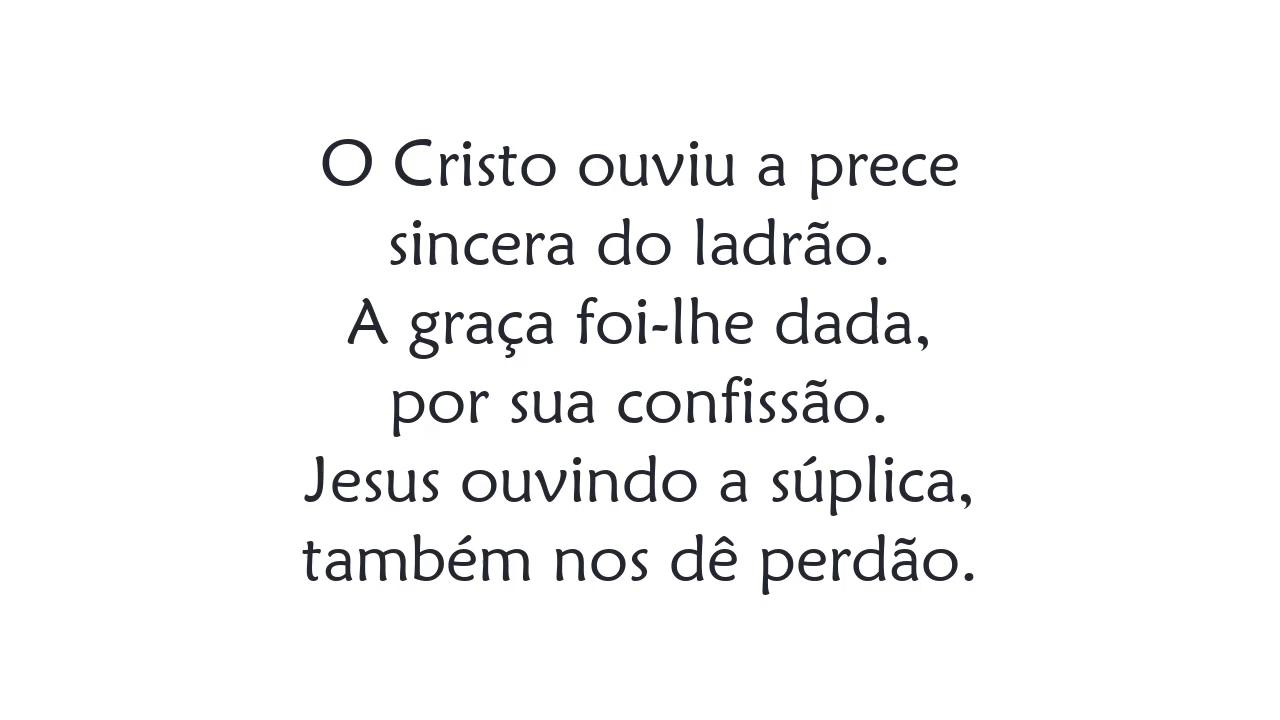 O Cristo ouviu a prece
sincera do ladrão.
A graça foi-lhe dada,
por sua confissão.
Jesus ouvindo a súplica,
também nos dê perdão.